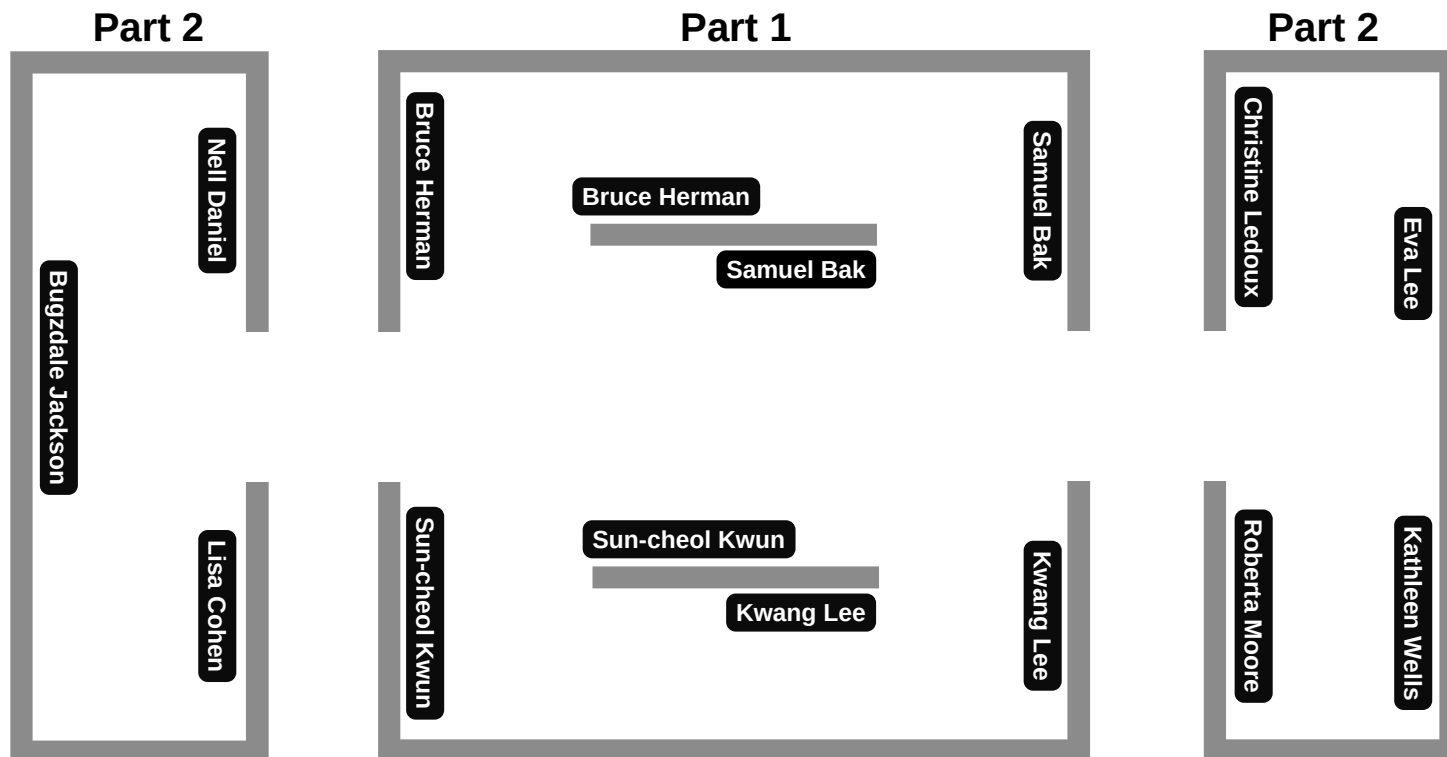 Part 2
Part 1
Part 2
Nell Daniel
Bugzdale Jackson
Lisa Cohen
Bruce Herman
Bruce Herman
Samuel Bak
Samuel Bak
Sun-cheol Kwun
Sun-cheol Kwun
Kwang Lee
Kwang Lee
Christine Ledoux
Eva Lee
Roberta Moore
Kathleen Wells